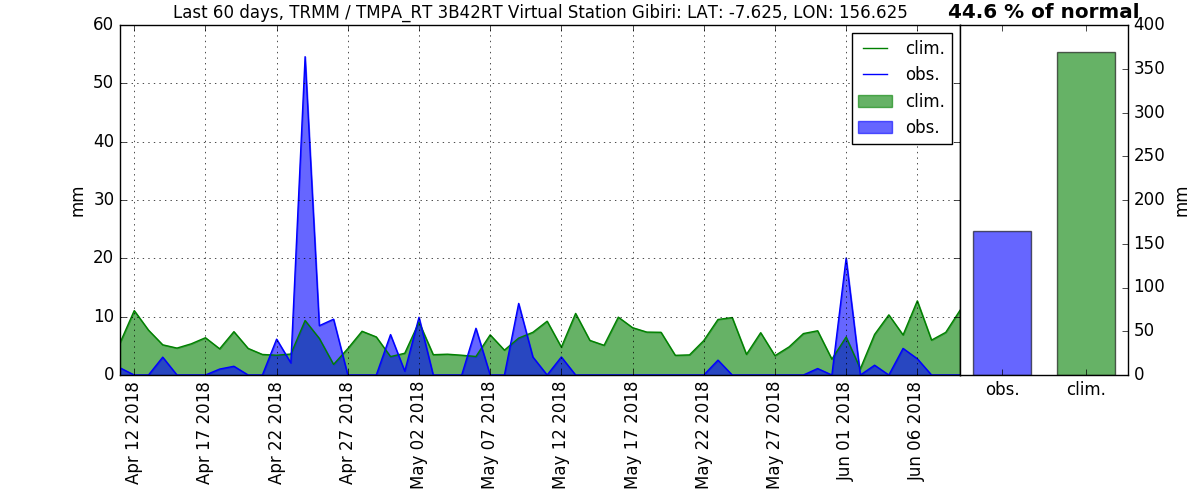 Last 60 days, TRMM / TMPA_RT 3B42RT Virtual Station Gibiri: LAT: -7.625, LON: 156.625
44.6 % of normal
60
50
40
30
20
10
0
mm
clim.
obs.
clim.
obs.
Apr 12 2018
Apr 17 2018
Apr 22 2018
Apr 27 2018
May 02 2018
May 07 2018
May 12 2018
May 17 2018
May 22 2018
May 27 2018
Jun 01 2018
Jun 06 2018
400
350
300
250
200
150
100
50
0
mm
obs.
clim.